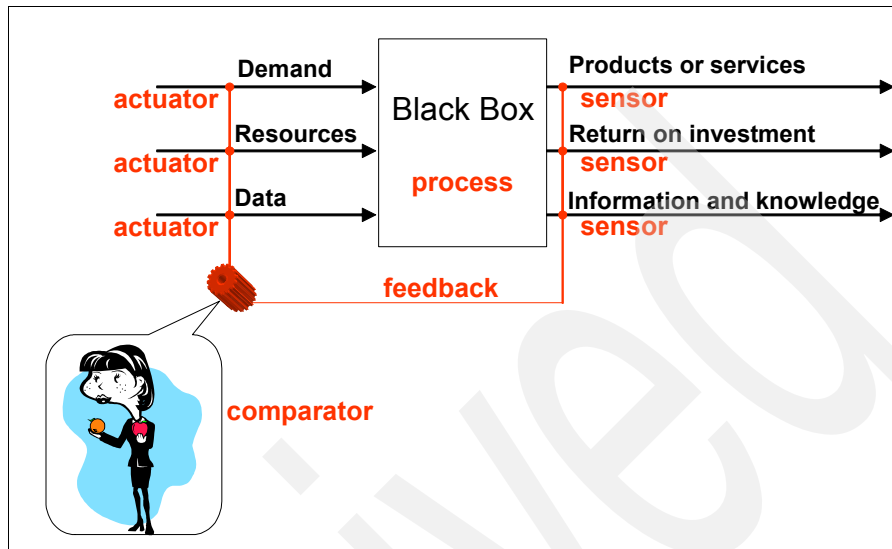 Demand
actuator
Resources
actuator
Data
actuator
Black Box
process
Products or services
sensor
Return on investment
sensor
Information and knowledge
sensor
feedback
comparator
ived